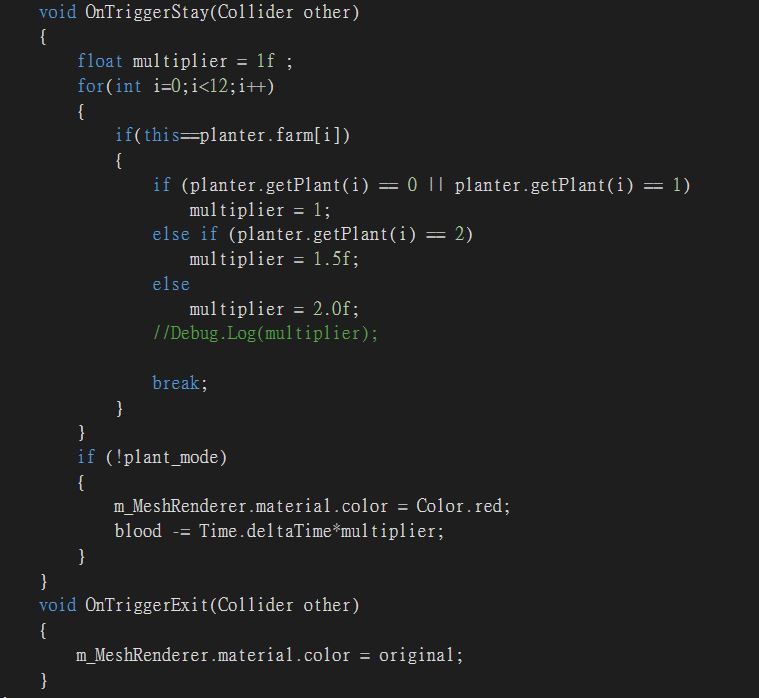 void OnTriggerStay(Collider other)
{
    float multiplier = 1f ;
    for(int i=0;i<12;i++)
    {
        if(this==planter.farm[i])
        {
            if (planter.getPlant(i) == 0 || planter.getPlant(i) == 1)
                multiplier = 1;
            else if (planter.getPlant(i) == 2)
                multiplier = 1.5f;
            else
                multiplier = 2.0f;
            //Debug.Log(multiplier);

            break;
        }
    }
    if (!plant_mode)
    {
        m_MeshRenderer.material.color = Color.red;
        blood -= Time.deltaTime*multiplier;
    }
}
void OnTriggerExit(Collider other)
{
    m_MeshRenderer.material.color = original;
}